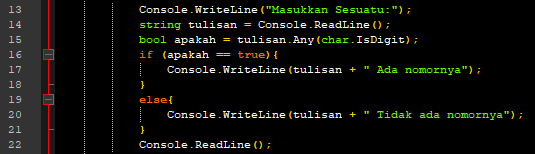 13 Console.WriteLine("Masukkan Sesuatu:");
14 string tulisan = Console.ReadLine();
15 bool apakah = tulisan.Any(char.IsDigit);
16 if (apakah == true){
17 Console.WriteLine(tulisan + " Ada nomornya");
18 }
19 else{
20 Console.WriteLine(tulisan + " Tidak ada nomornya");
21 }
22 Console.ReadLine();